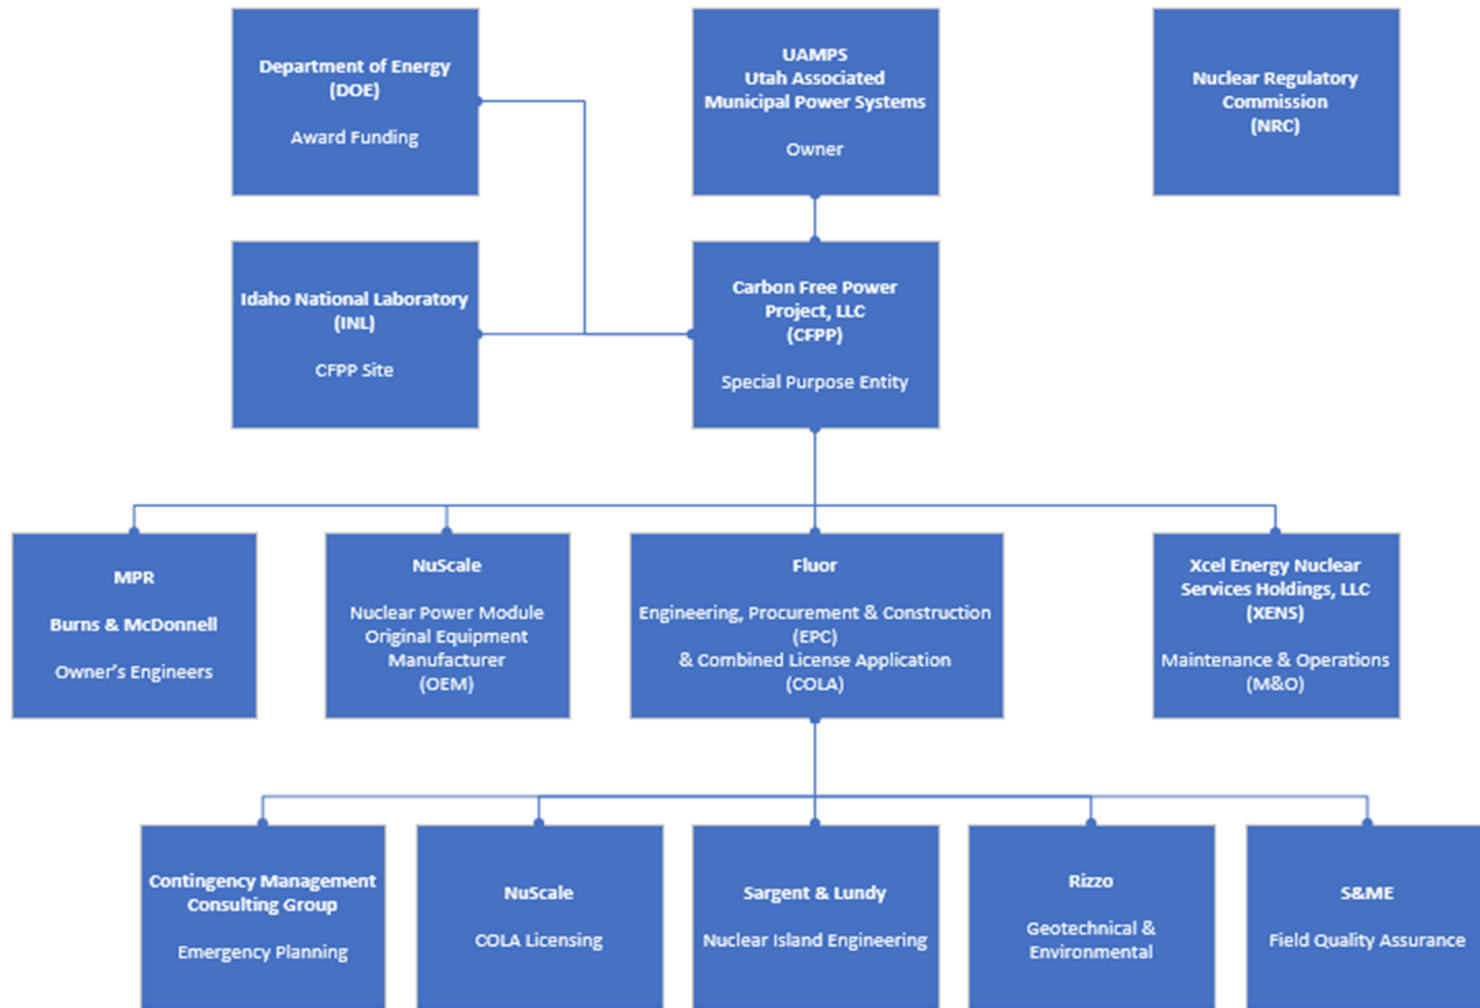 Department of Energy
(DOE)
Award Funding
UAMPS
Utah Associated
Municipal Power Systems
Owner
Nuclear Regulatory
Commission
(NRC)
Idaho National Laboratory
(INL)
CFPP Site
Carbon Free Power
Project, LLC
(CFPP)
Special Purpose Entity
MPR
Burns & McDonnell
Owner’s Engineers
NuScale
Nuclear Power Module
Original Equipment
Manufacturer
(OEM)
Fluor
Engineering, Procurement & Construction
(EPC)
& Combined License Application
(COLA)
Xcel Energy Nuclear
Services Holdings, LLC
(XENS)
Maintenance & Operations
(M&O)
Contingency Management
Consulting Group
Emergency Planning
NuScale
COLA Licensing
Sargent & Lundy
Nuclear Island Engineering
Rizzo
Geotechnical &
Environmental
S&ME
Field Quality Assurance